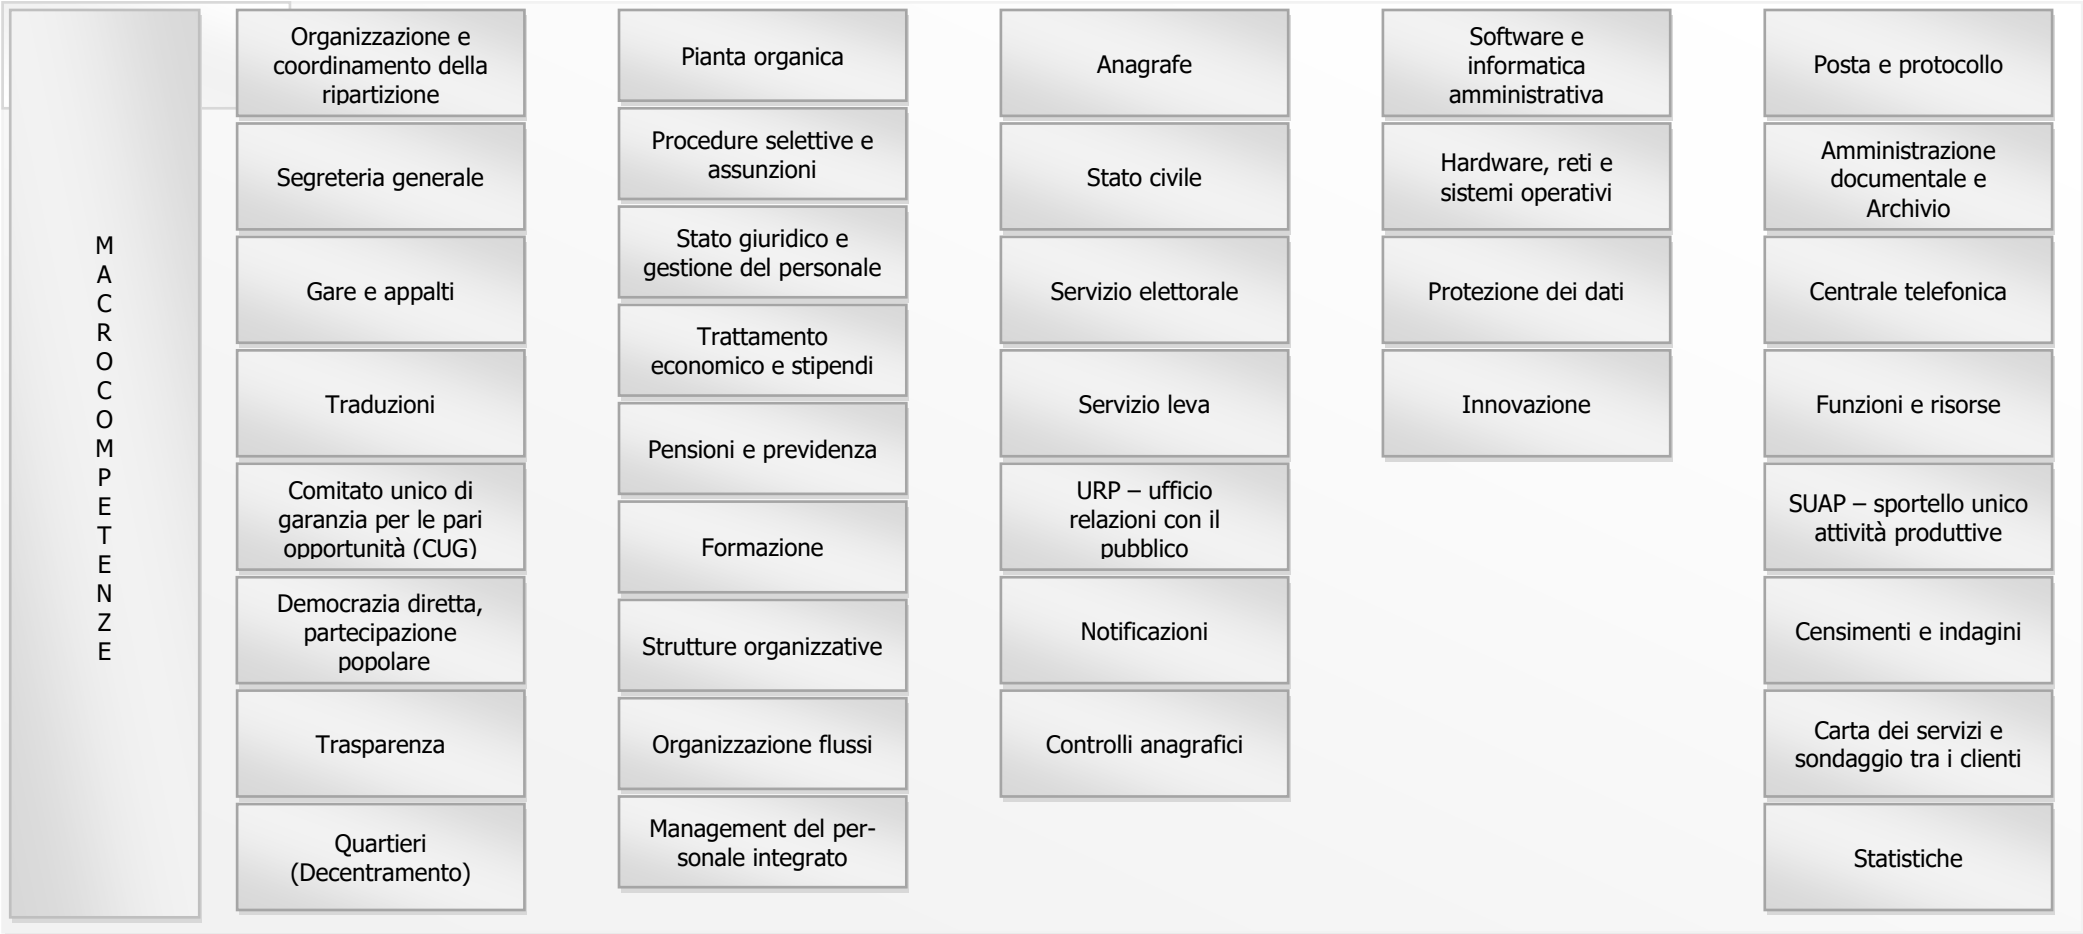 M
A
C
R
O
C
O
M
P
E
T
E
N
Z
E
Organizzazione e
coordinamento della
ripartizione
Segreteria generale
Gare e appalti
Traduzioni
Comitato unico di
garanzia per le pari
opportunità (CUG)
Democrazia diretta,
partecipazione
popolare
Trasparenza
Quartieri
(Decentramento)
Pianta organica
Procedure selettive e
assunzioni
Stato giuridico e
gestione del personale
Trattamento
economico e stipendi
Pensioni e previdenza
Formazione
Strutture organizzative
Organizzazione flussi
Management del per-
sonale integrato
Anagrafe
Stato civile
Servizio elettorale
Servizio leva
URP – ufficio
relazioni con il
pubblico
Notificazioni
Controlli anagrafici
Software e
informatica
amministrativa
Hardware, reti e
sistemi operativi
Protezione dei dati
Innovazione
Posta e protocollo
Amministrazione
documentale e
Archivio
Centrale telefonica
Funzioni e risorse
SUAP – sportello unico
attività produttive
Censimenti e indagini
Carta dei servizi e
sondaggio tra i clienti
Statistiche